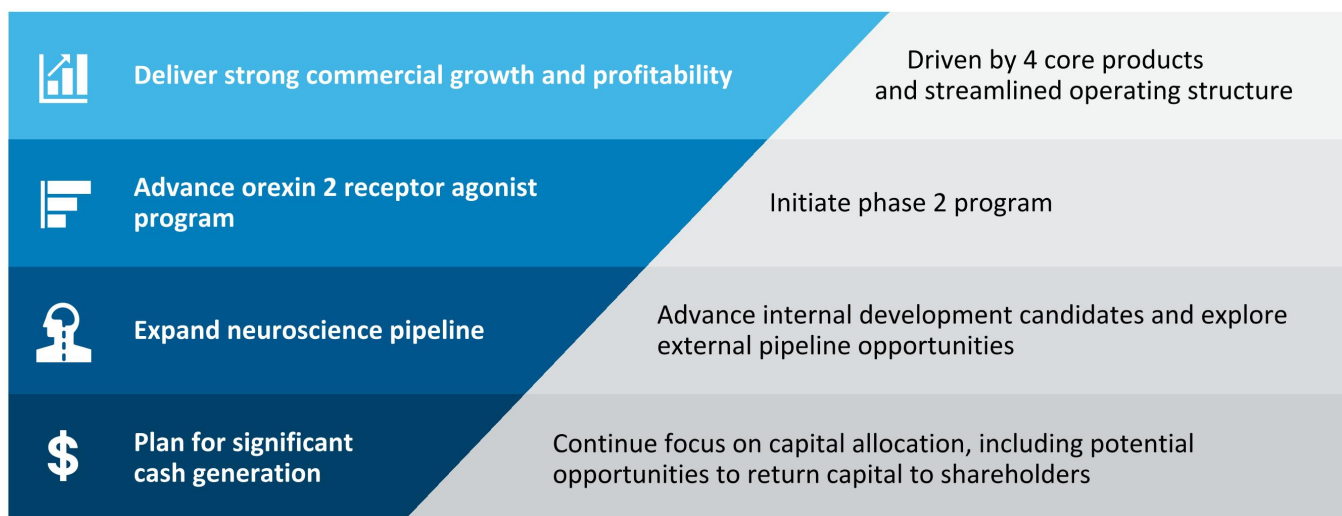 Deliver strong commercial growth and profitability
Driven by 4 core products
and streamlined operating structure
Advance orexin 2 receptor agonist
program
Initiate phase 2 program
Expand neuroscience pipeline
Advance internal development candidates and explore
external pipeline opportunities
$
Plan for significant
cash generation
Continue focus on capital allocation, including potential
opportunities to return capital to shareholders